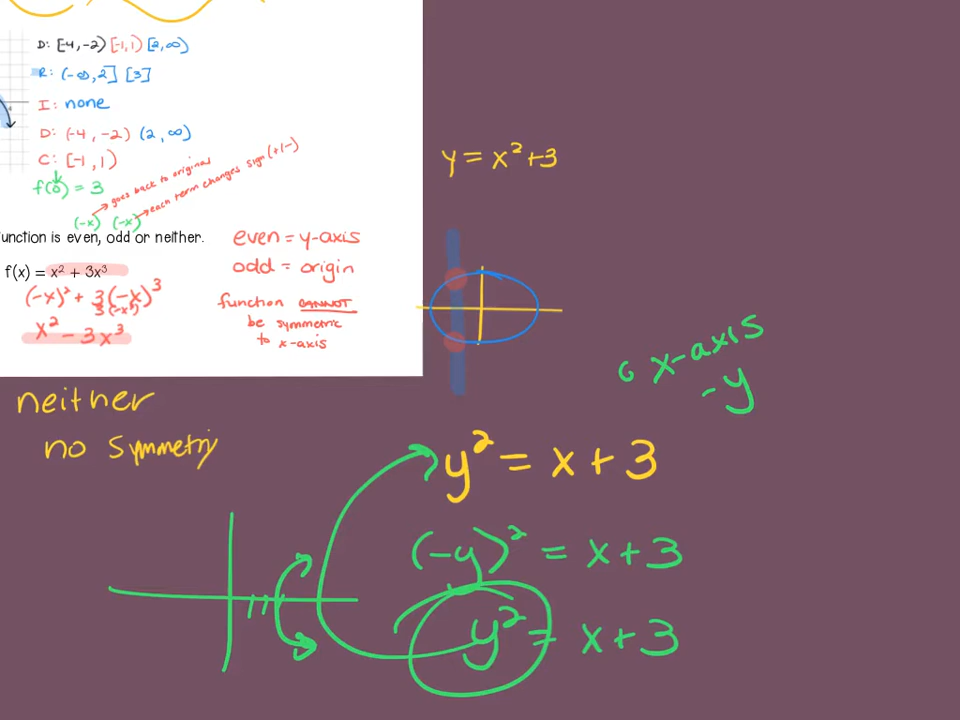 D: [-4, -2) [-1, 1) [2, ∞)
R: (-∞, 2] [3]
I: none
D: (-4, -2) (2, ∞)
C: [-1, 1)
f(0) = 3
goes back to original
each term changes sign (+/-)
(-x) (-x)
unction is even, odd or neither.
f(x) = x² + 3x³
(-x)² + 3(-x)³
3(-x³)
x² - 3x³
even = y-axis
odd = origin
function CANNOT
be symmetric
to x-axis
neither
no symmetry
y = x² + 3
x-axis
-y
y² = x + 3
(-y)² = x + 3
y² = x + 3